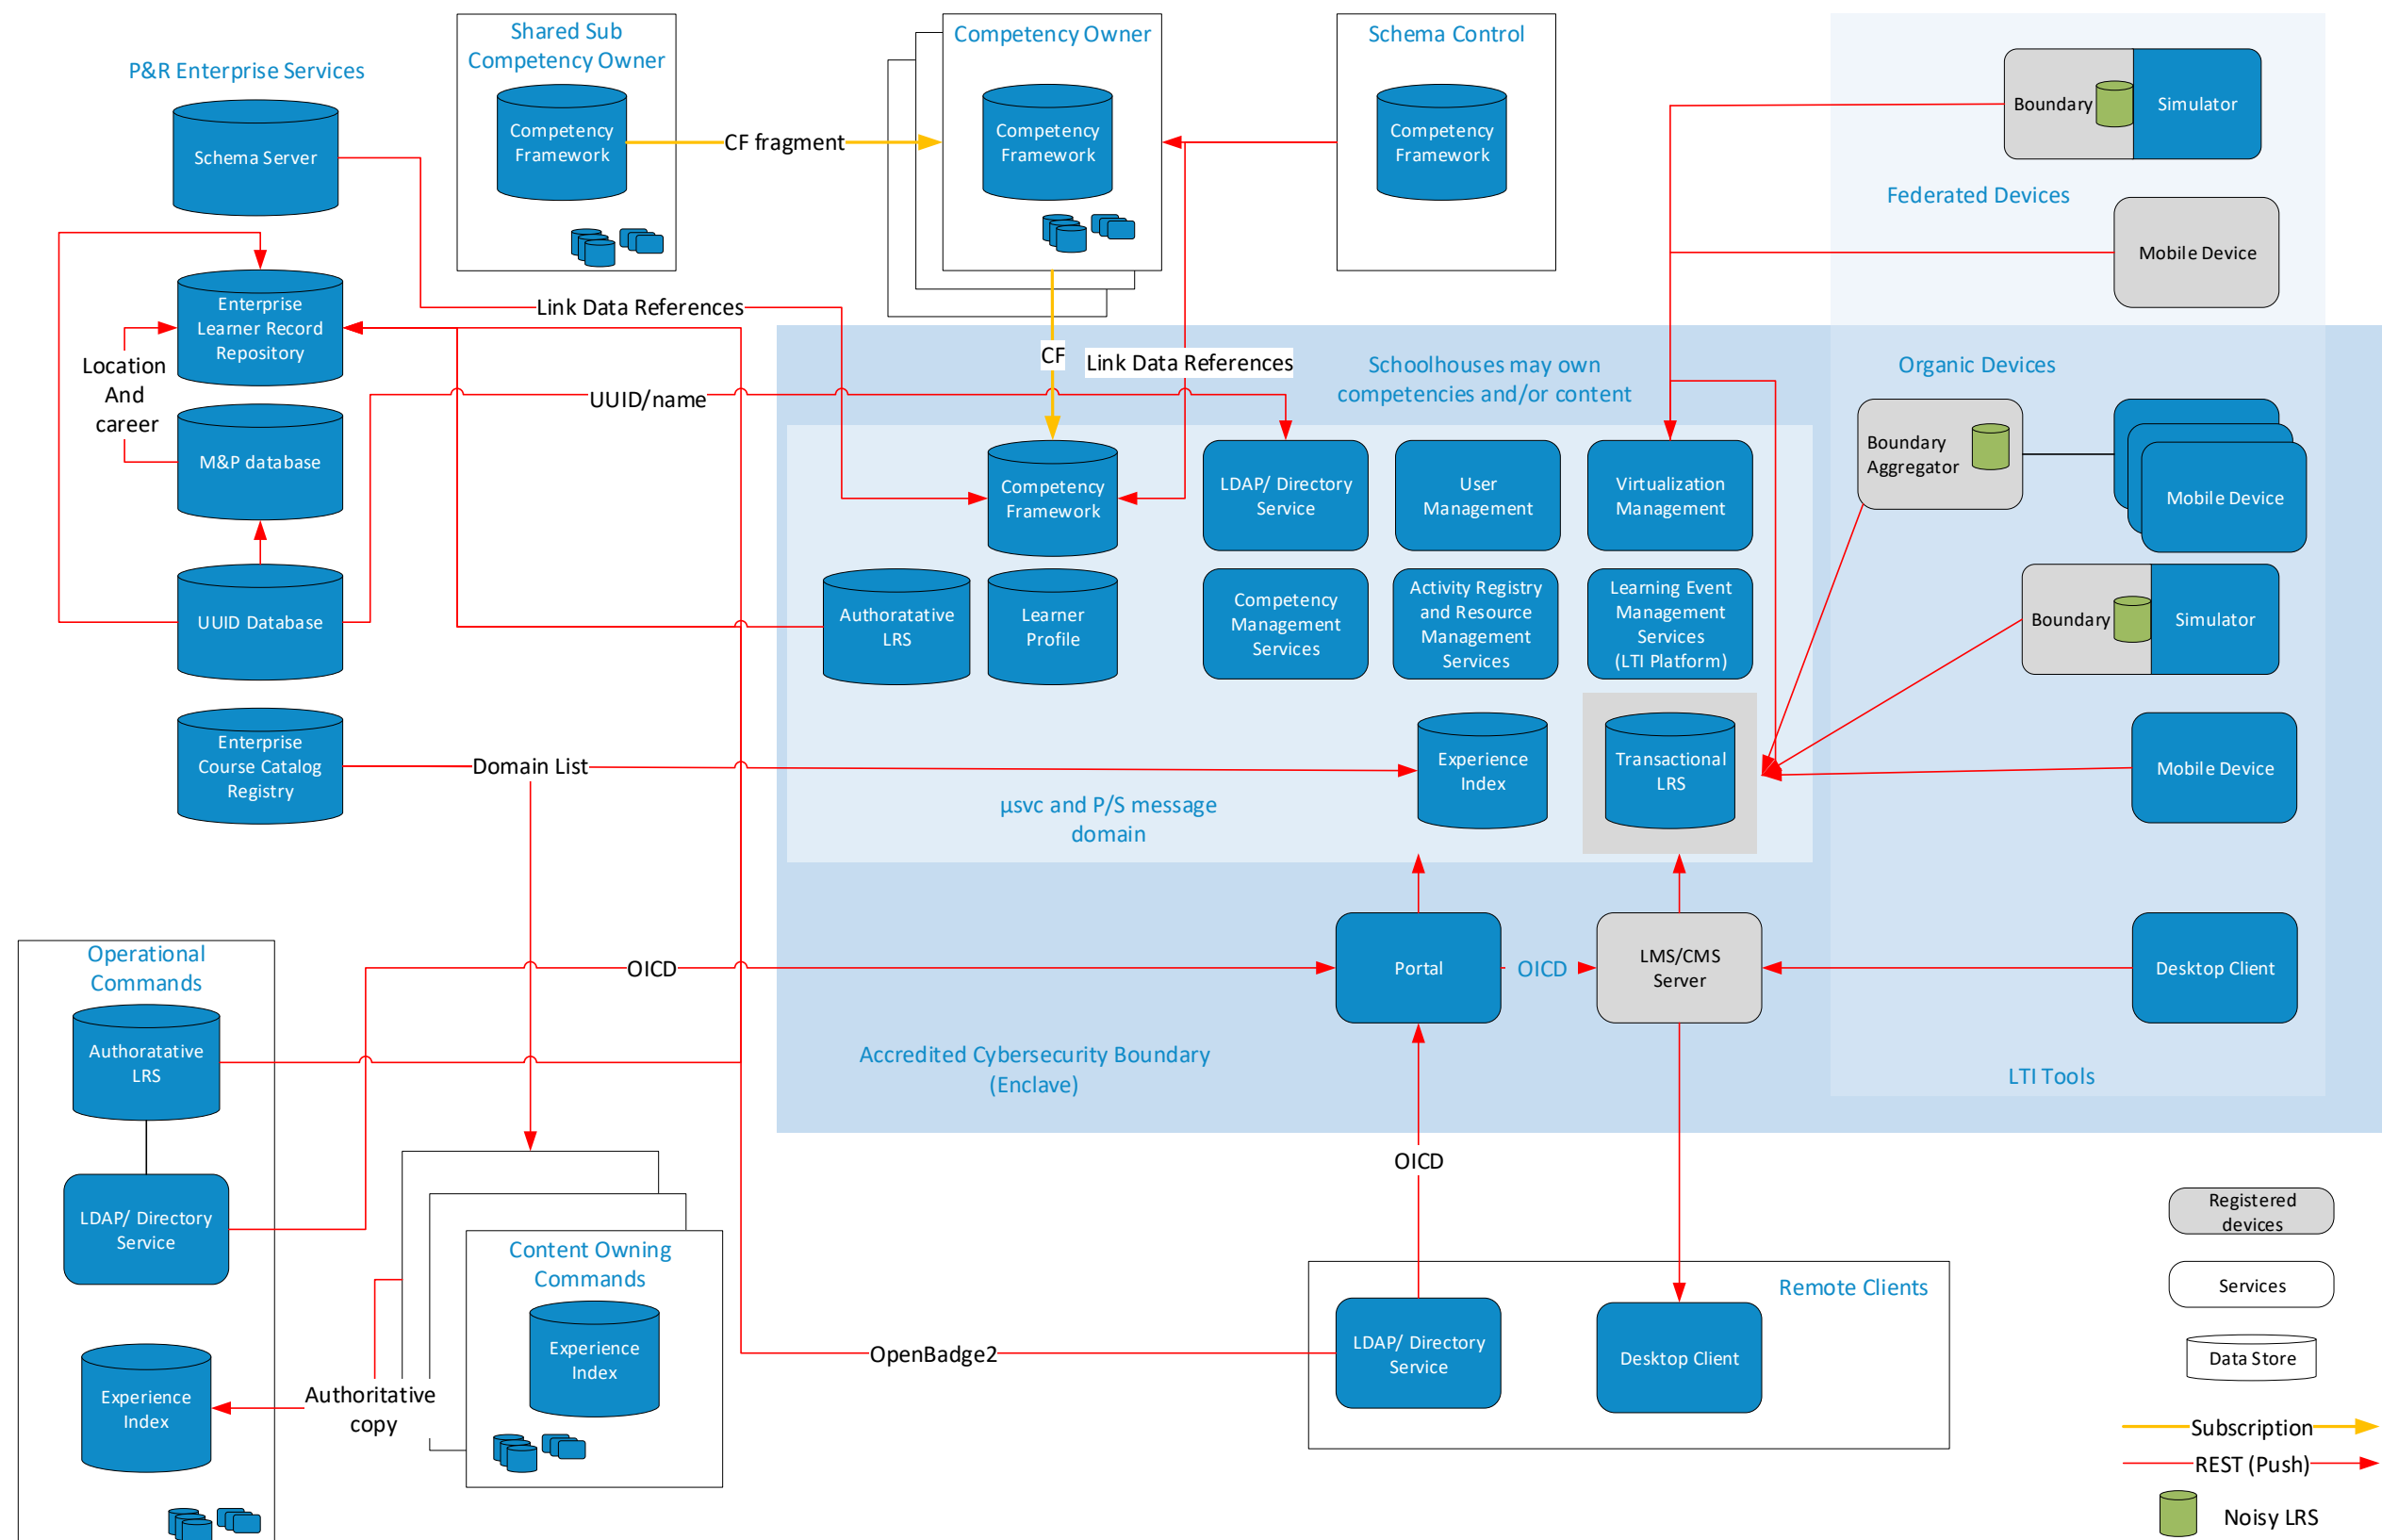 P&R Enterprise Services
Schema Server
Enterprise
Learner Record
Repository
Location
And
career
M&P database
UUID Database
Enterprise
Course Catalog
Registry
Shared Sub
Competency Owner
Competency
Framework
CF fragment
Competency Owner
Competency
Framework
Schema Control
Competency
Framework
Link Data References
CF
Link Data References
UUID/name
Domain List
Federated Devices
Boundary
Simulator
Mobile Device
Schoolhouses may own
competencies and/or content
Organic Devices
Competency
Framework
LDAP/ Directory
Service
User
Management
Virtualization
Management
Boundary
Aggregator
Mobile Device
Authoratative
LRS
Learner
Profile
Competency
Management
Services
Activity Registry
and Resource
Management
Services
Learning Event
Management
Services
(LTI Platform)
Boundary
Simulator
Experience
Index
Transactional
LRS
Mobile Device
µsvc and P/S message
domain
OICD
Portal
OICD
LMS/CMS
Server
Desktop Client
Accredited Cybersecurity Boundary
(Enclave)
LTI Tools
Operational
Commands
Authoratative
LRS
LDAP/ Directory
Service
Experience
Index
Authoritative
copy
Content Owning
Commands
Experience
Index
OICD
OpenBadge2
Remote Clients
LDAP/ Directory
Service
Desktop Client
Registered
devices
Services
Data Store
Subscription
REST (Push)
Noisy LRS